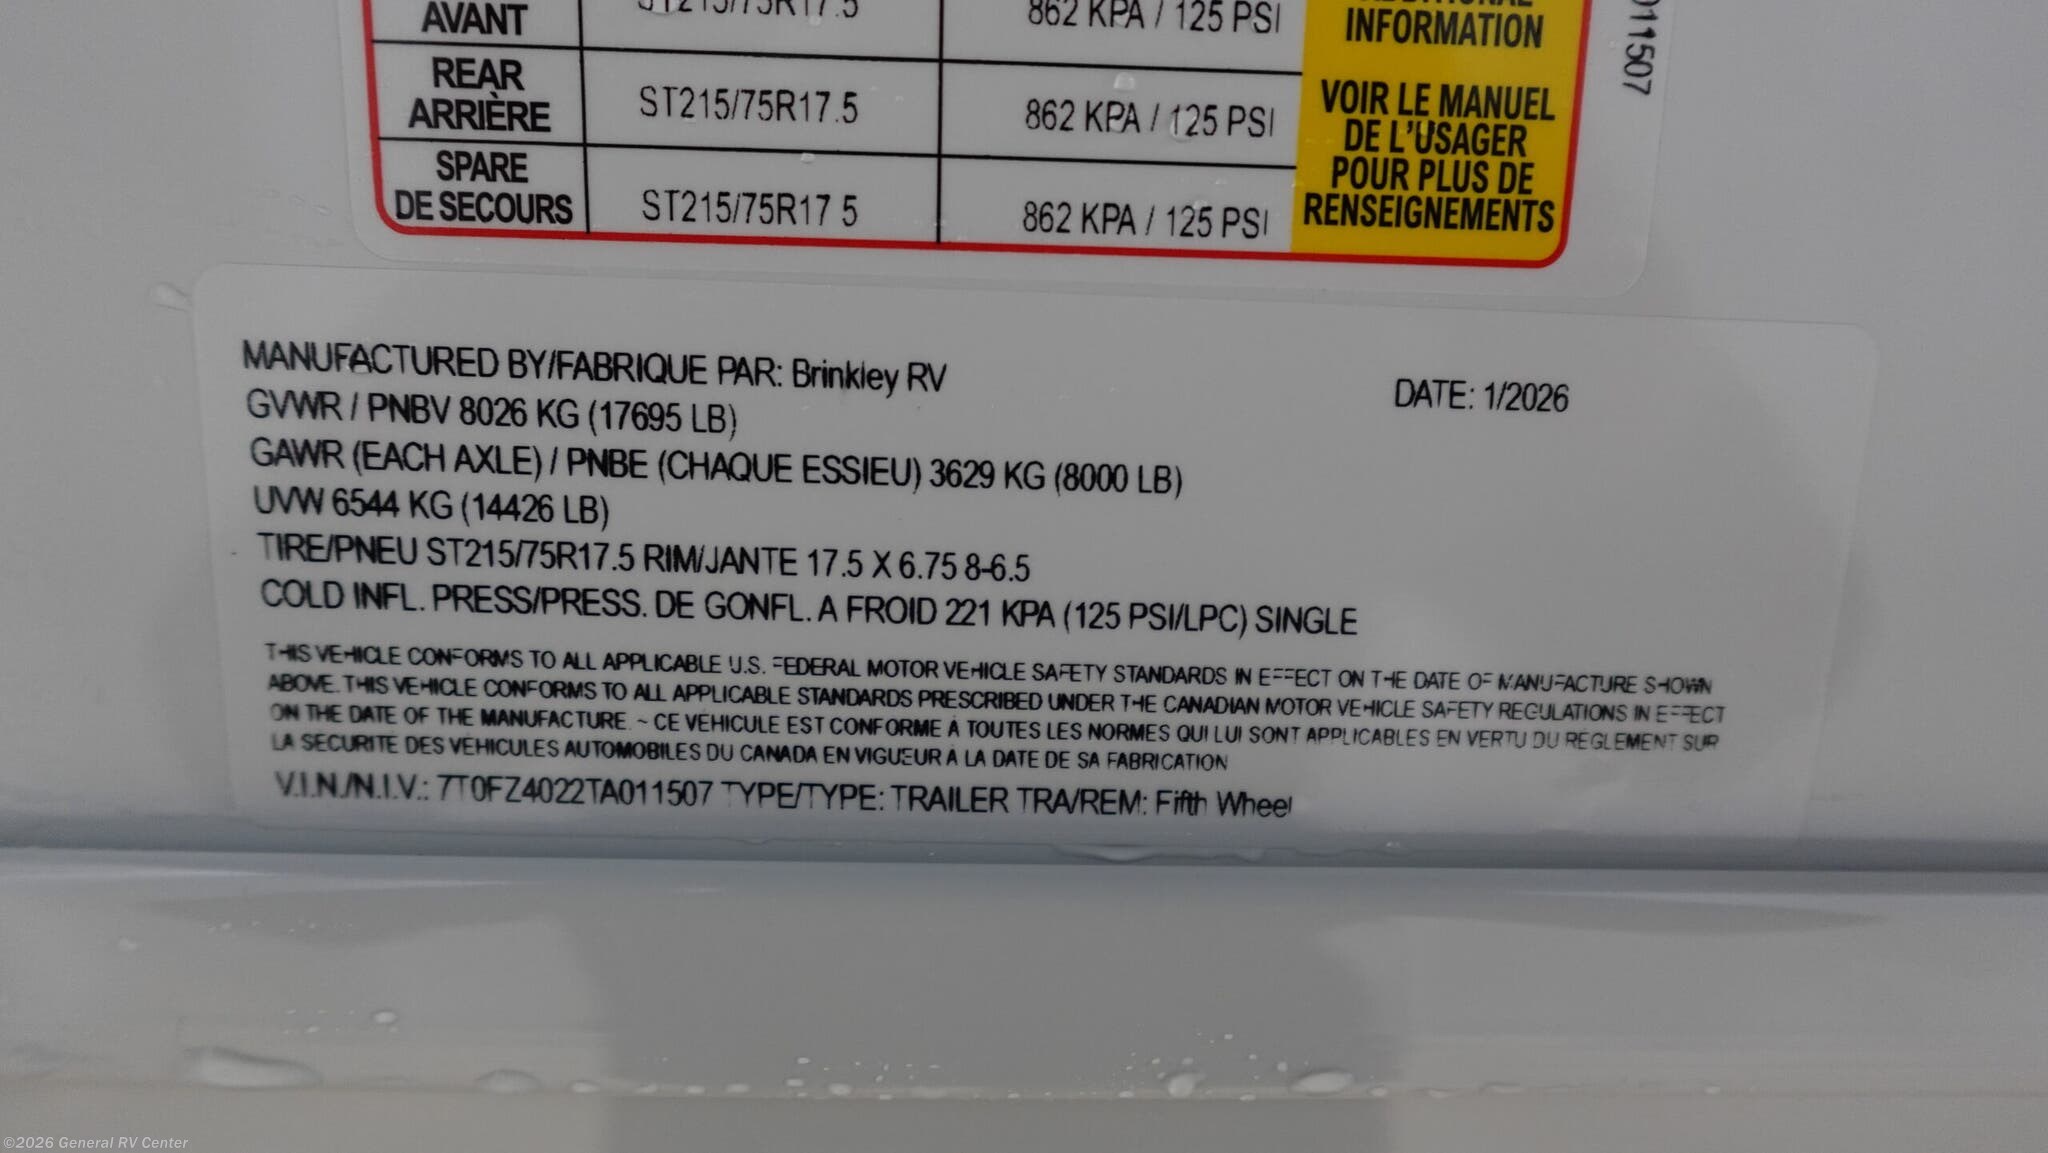 AVANT ST215/75R17.5 862 KPA / 125 PSI
INFORMATION
REAR
ARRIÈRE ST215/75R17.5 862 KPA / 125 PSI
SPARE
DE SECOURS ST215/75R17 5 862 KPA / 125 PSI
VOIR LE MANUEL
DE L'USAGER
POUR PLUS DE
RENSEIGNEMENTS
011507
MANUFACTURED BY/FABRIQUE PAR: Brinkley RV
DATE: 1/2026
GVWR / PNBV 8026 KG (17695 LB)
GAWR (EACH AXLE) / PNBE (CHAQUE ESSIEU) 3629 KG (8000 LB)
UVW 6544 KG (14426 LB)
TIRE/PNEU ST215/75R17.5 RIM/JANTE 17.5 X 6.75 8-6.5
COLD INFL. PRESS/PRESS. DE GONFL. A FROID 221 KPA (125 PSI/LPC) SINGLE
THIS VEHICLE CONFORMS TO ALL APPLICABLE U.S. FEDERAL MOTOR VEHICLE SAFETY STANDARDS IN EFFECT ON THE DATE OF MANUFACTURE SHOWN
ABOVE. THIS VEHICLE CONFORMS TO ALL APPLICABLE STANDARDS PRESCRIBED UNDER THE CANADIAN MOTOR VEHICLE SAFETY REGULATIONS IN EFFECT
ON THE DATE OF THE MANUFACTURE. ~ CE VÉHICULE EST CONFORME À TOUTES LES NORMES QUI LUI SONT APPLICABLES EN VERTU DU RÈGLEMENT SUR
LA SÉCURITÉ DES VÉHICULES AUTOMOBILES DU CANADA EN VIGUEUR À LA DATE DE SA FABRICATION
V.I.N./N.I.V.: 7T0FZ4022TA011507 TYPE/TYPE: TRAILER TRA/REM: Fifth Wheel
©2026 General RV Center